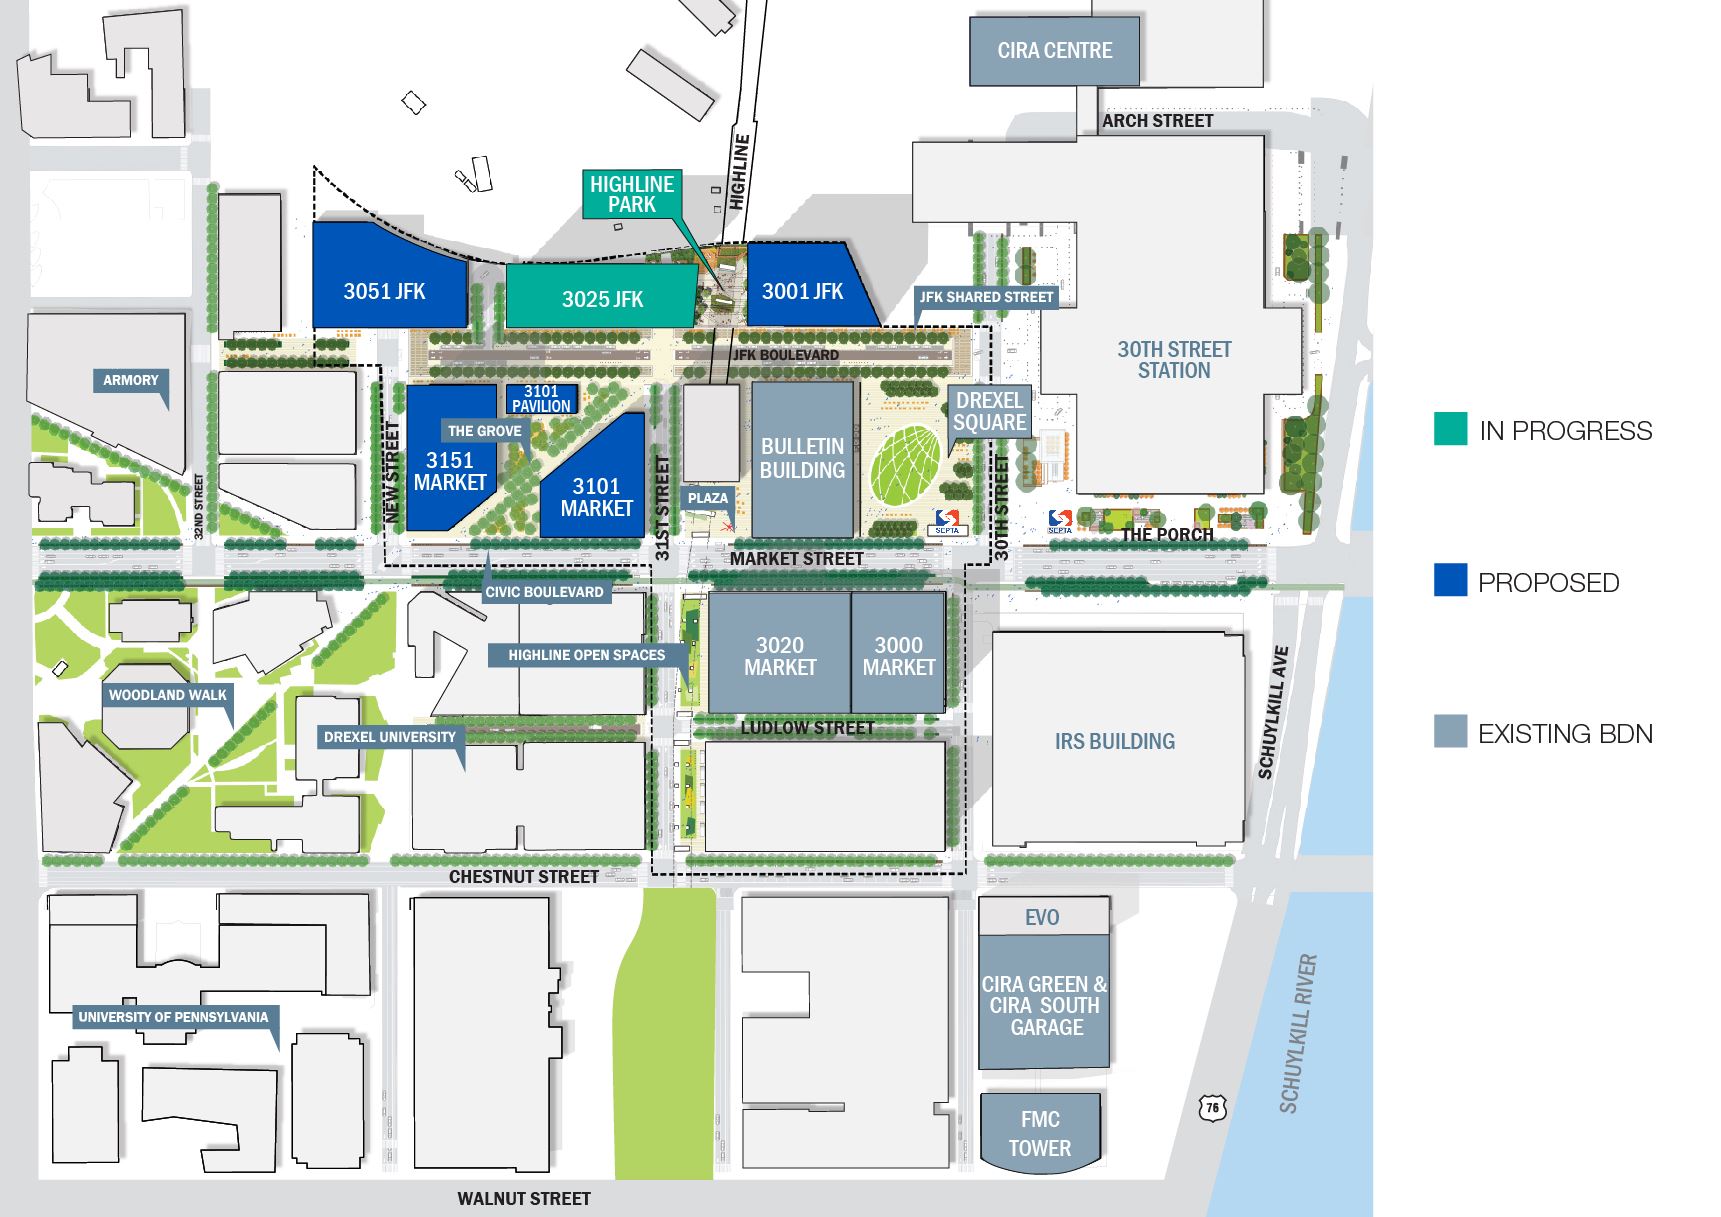 CIRA CENTRE
ARCH STREET
HIGHLINE
HIGHLINE
PARK
3051 JFK
3025 JFK
3001 JFK
JFK SHARED STREET
JFK BOULEVARD
30TH STREET
STATION
ARMORY
3101
PAVILION
DREXEL
SQUARE
THE GROVE
NEW STREET
3151
MARKET
BULLETIN
BUILDING
3101
MARKET
31ST STREET
PLAZA
32ND STREET
30TH STREET
SEPTA
SEPTA
THE PORCH
MARKET STREET
CIVIC BOULEVARD
HIGHLINE OPEN SPACES
3020
MARKET
3000
MARKET
WOODLAND WALK
DREXEL UNIVERSITY
LUDLOW STREET
IRS BUILDING
SCHUYLKILL AVE
CHESTNUT STREET
EVO
CIRA GREEN &
CIRA SOUTH
GARAGE
UNIVERSITY OF PENNSYLVANIA
SCHUYLKILL RIVER
76
FMC
TOWER
WALNUT STREET
IN PROGRESS
PROPOSED
EXISTING BDN